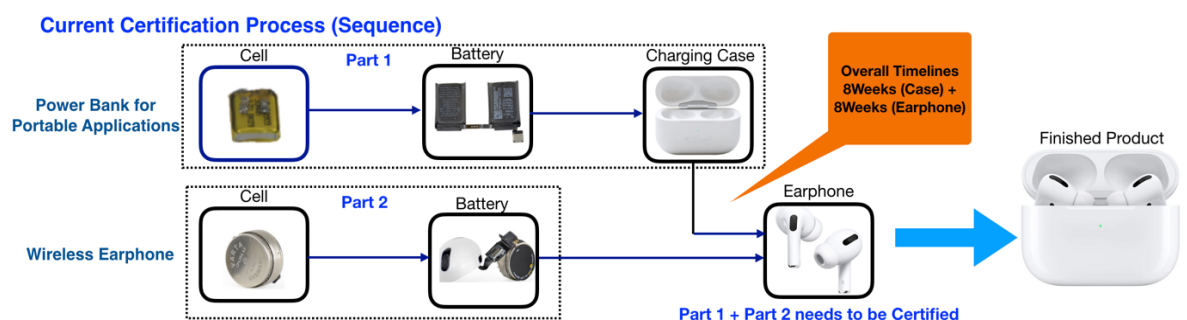 Current Certification Process (Sequence)
Cell
Part 1
Battery
Charging Case
Power Bank for
Portable Applications
Overall Timelines
8Weeks (Case) +
8Weeks (Earphone)
Finished Product
Cell
Part 2
Battery
Earphone
Wireless Earphone
Part 1 + Part 2 needs to be Certified